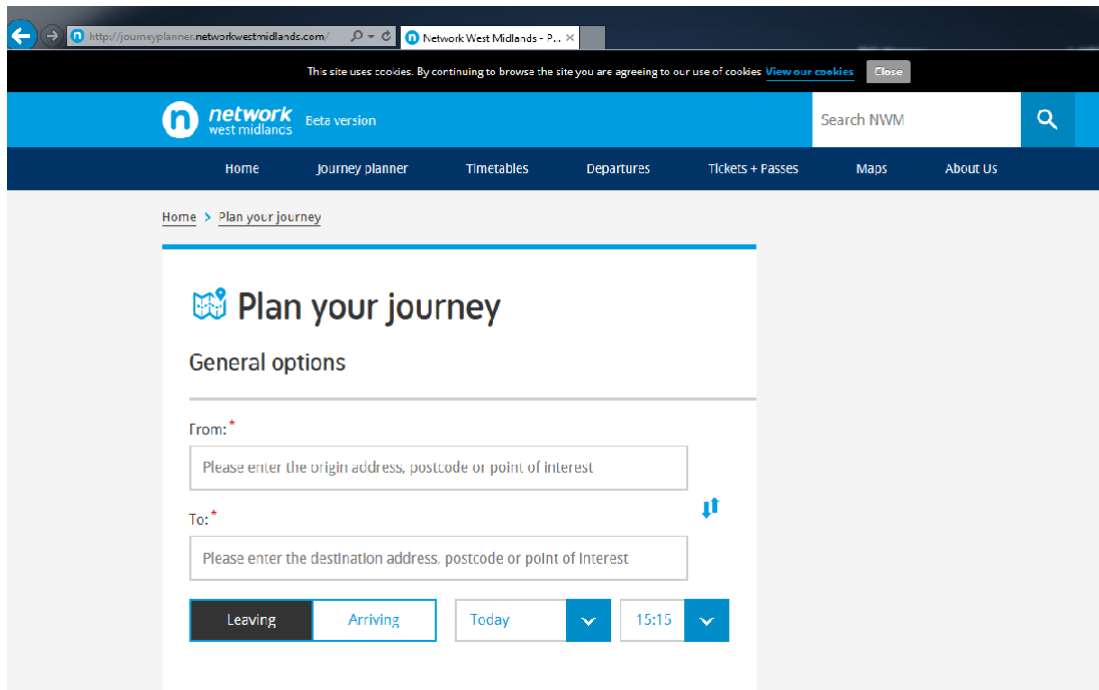 http://journeyplanner.networkwestmidlands.com/
Network West Midlands - P...
This site uses cookies. By continuing to browse the site you are agreeing to our use of cookies View our cookies Close
n network
west midlands
Beta version
Search NWM
Home Journey planner Timetables Departures Tickets + Passes Maps About Us
Home > Plan your journey
Plan your journey
General options
From:*
Please enter the origin address, postcode or point of interest
To:*
Please enter the destination address, postcode or point of interest
Leaving Arriving Today 15:15